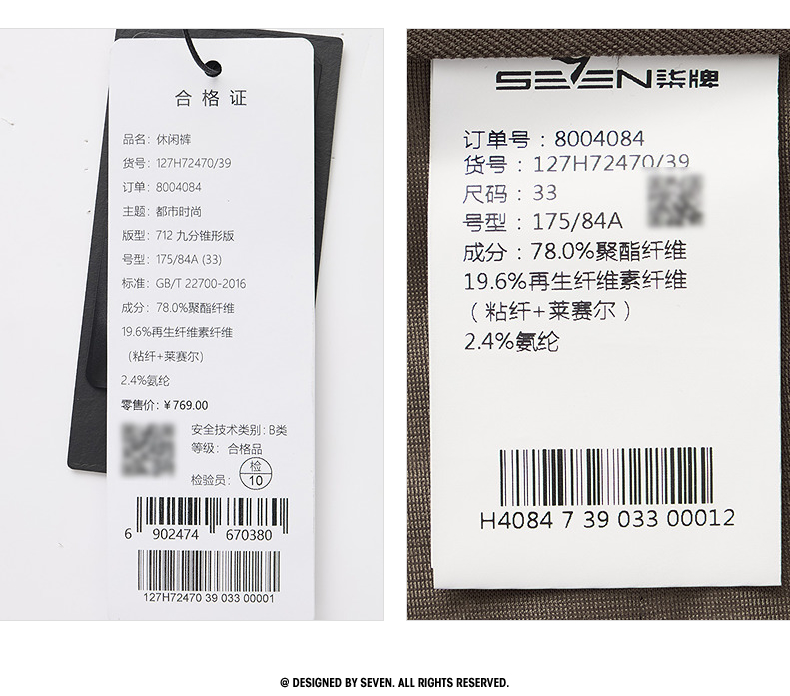 合格证
品名: 休闲裤
货号: 127H72470/39
订单: 8004084
主题: 都市时尚
版型: 712 九分锥形版
号型: 175/84A (33)
标准: GB/T 22700-2016
成分: 78.0%聚酯纤维
19.6%再生纤维素纤维
(粘纤+莱赛尔)
2.4%氨纶
零售价: ¥769.00
安全技术类别: B类
等级: 合格品
检验员: 检 10
6 902474 670380
127H72470 39 033 00001
SEVEN柒牌
订单号：8004084
货号：127H72470/39
尺码：33
号型：175/84A
成分：78.0%聚酯纤维
19.6%再生纤维素纤维
（粘纤+莱赛尔）
2.4%氨纶
H4084 7 39 033 00012
@ DESIGNED BY SEVEN. ALL RIGHTS RESERVED.